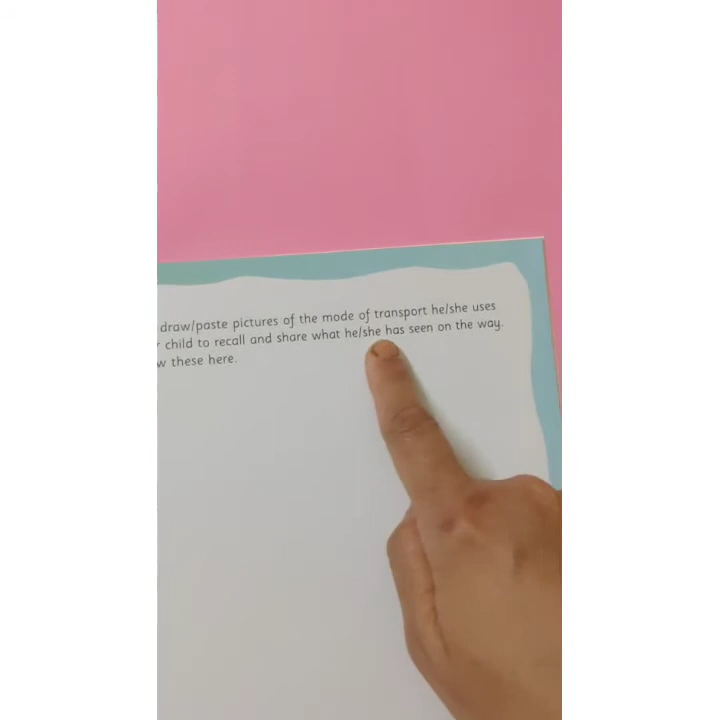 draw/paste pictures of the mode of transport he/she uses
child to recall and share what he/she has seen on the way.
these here.